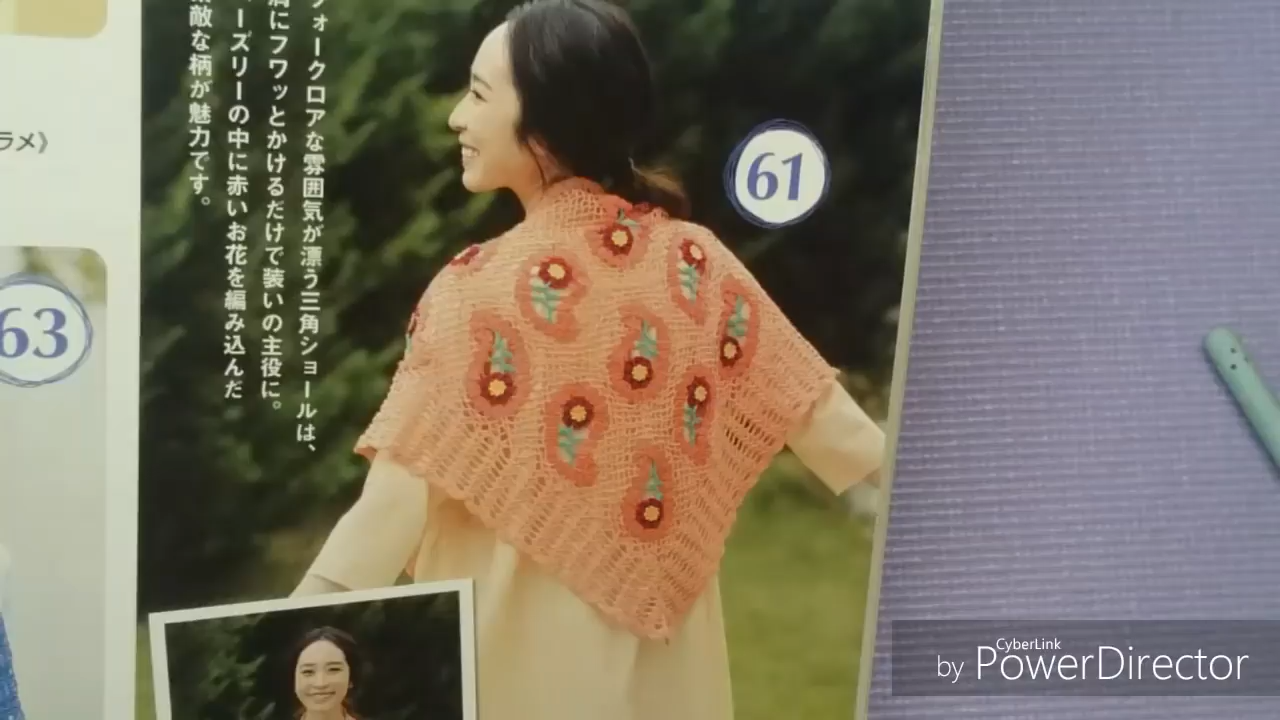 フォークロアな雰囲気が漂う三角ショールは、
肩にフワッとかけるだけで装いの主役に。
ーズリーの中に赤いお花を編み込んだ
素敵な柄が魅力です。
61
ラメ》
63
CyberLink
by PowerDirector